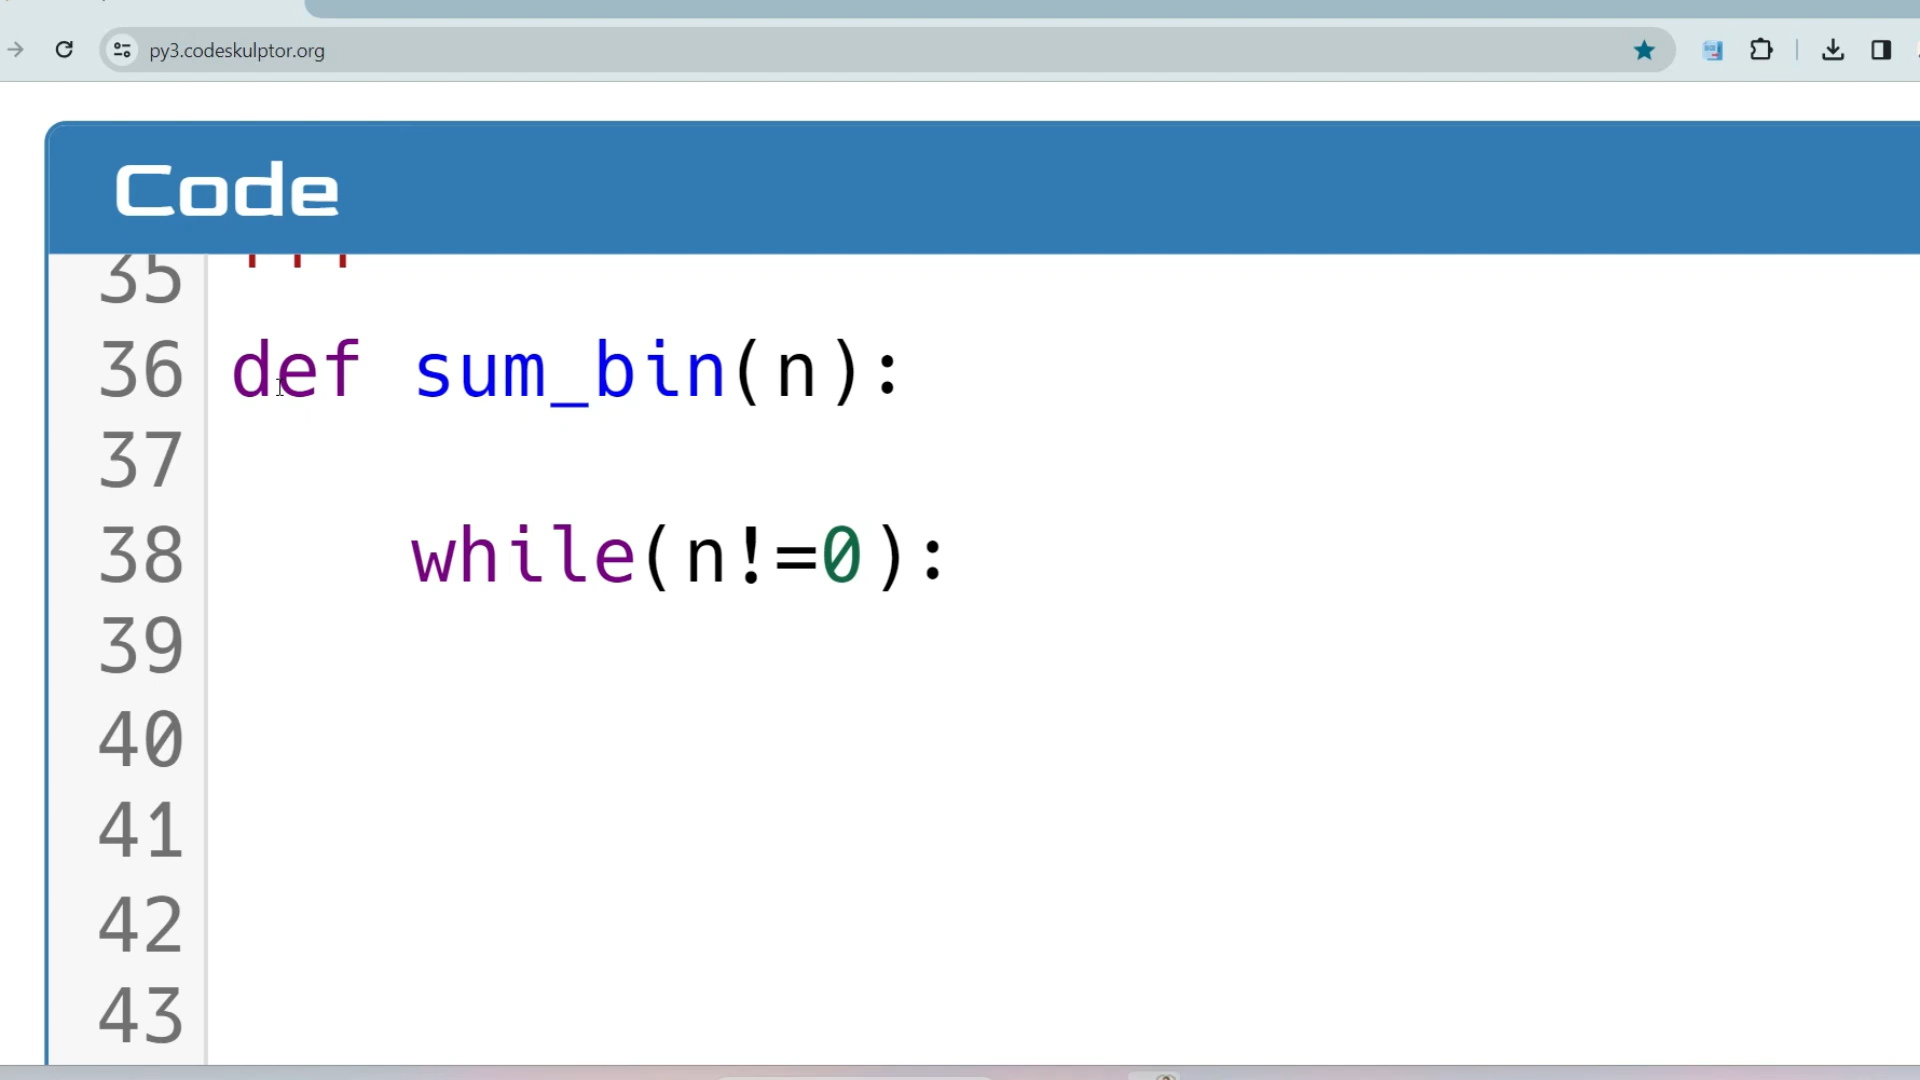 py3.codeskulptor.org
Code
35 '''
36 def sum_bin(n):
37
38 while(n!=0):
39
40
41
42
43